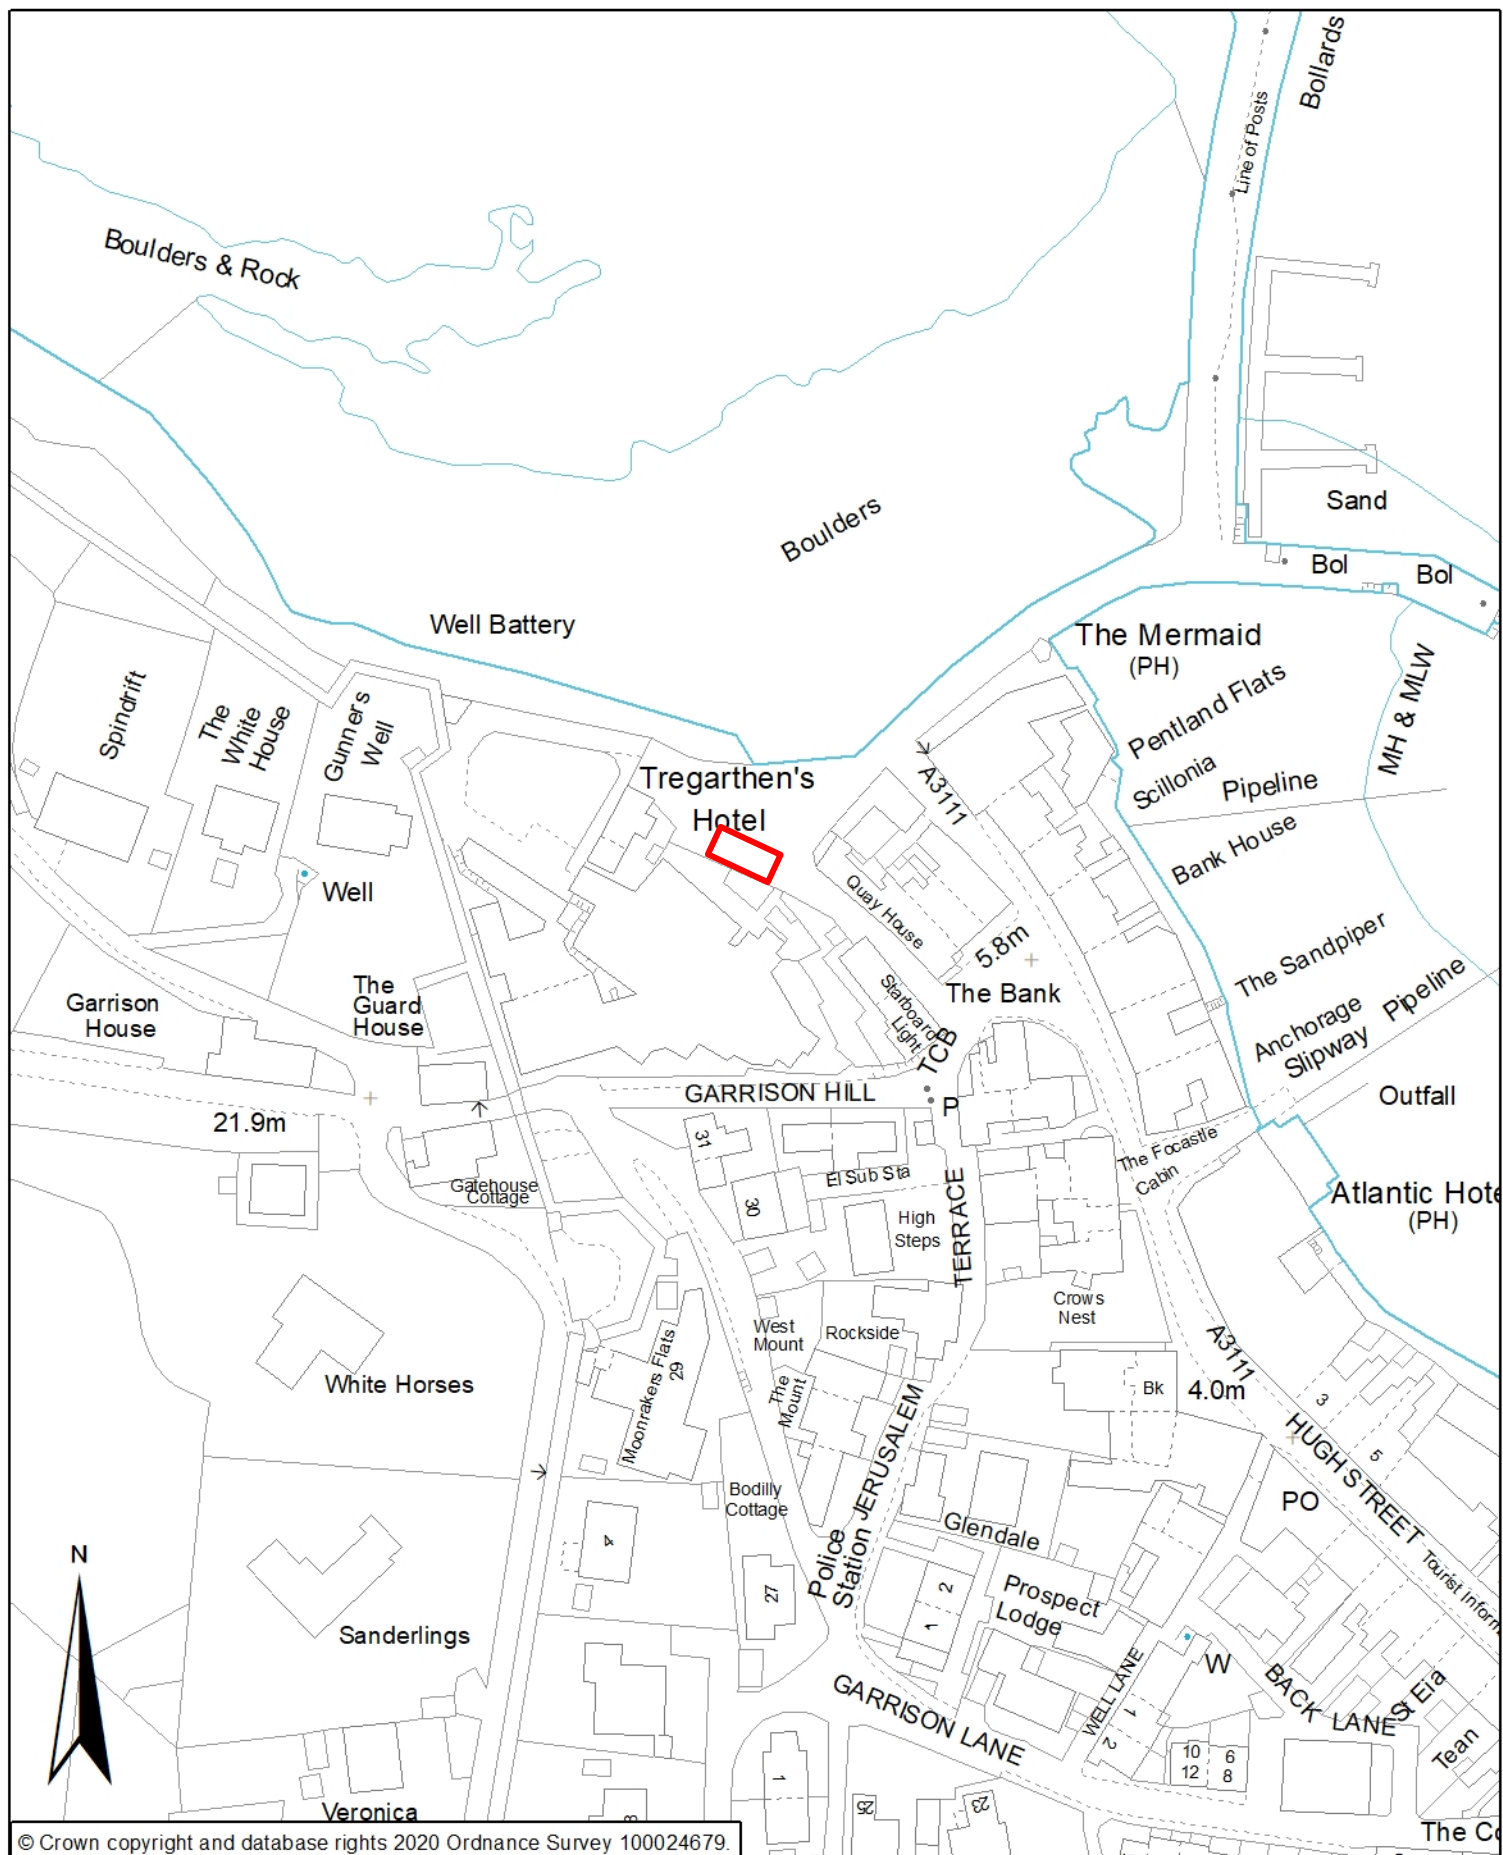 Bollards
Line of Posts
Boulders & Rock
Sand
Boulders
Bol
Bol
Well Battery
The Mermaid
(PH)
MH & MLW
Pentland Flats
Spindrift
The
White
House
Gunners
Well
Scillonia
Pipeline
Tregarthen's
Hotel
A3111
Bank House
Well
Quay House
5.8m
The Sandpiper
Pipeline
The Bank
Garrison
House
The
Guard
House
Starboard
Light
TCB
Anchorage
Slipway
GARRISON HILL
P
Outfall
21.9m
31
The Focastle
Cabin
El Sub Sta
Gatehouse
Cottage
30
High
Steps
TERRACE
Atlantic Hote
(PH)
Crows
Nest
West
Mount
Rockside
A3111
White Horses
Moonrakers Flats
29
The
Mount
Bk
4.0m
3
JERUSALEM
HUGH STREET
5
Bodilly
Cottage
PO
N
4
Glendale
Police
Station
27
2
1
Prospect
Lodge
Tourist Inform
Sanderlings
W
WELL LANE
BACK LANE
St Eia
GARRISON LANE
1
2
10
12
6
8
Tean
1
25
23
Veronica
8
The Co
© Crown copyright and database rights 2020 Ordnance Survey 100024679.